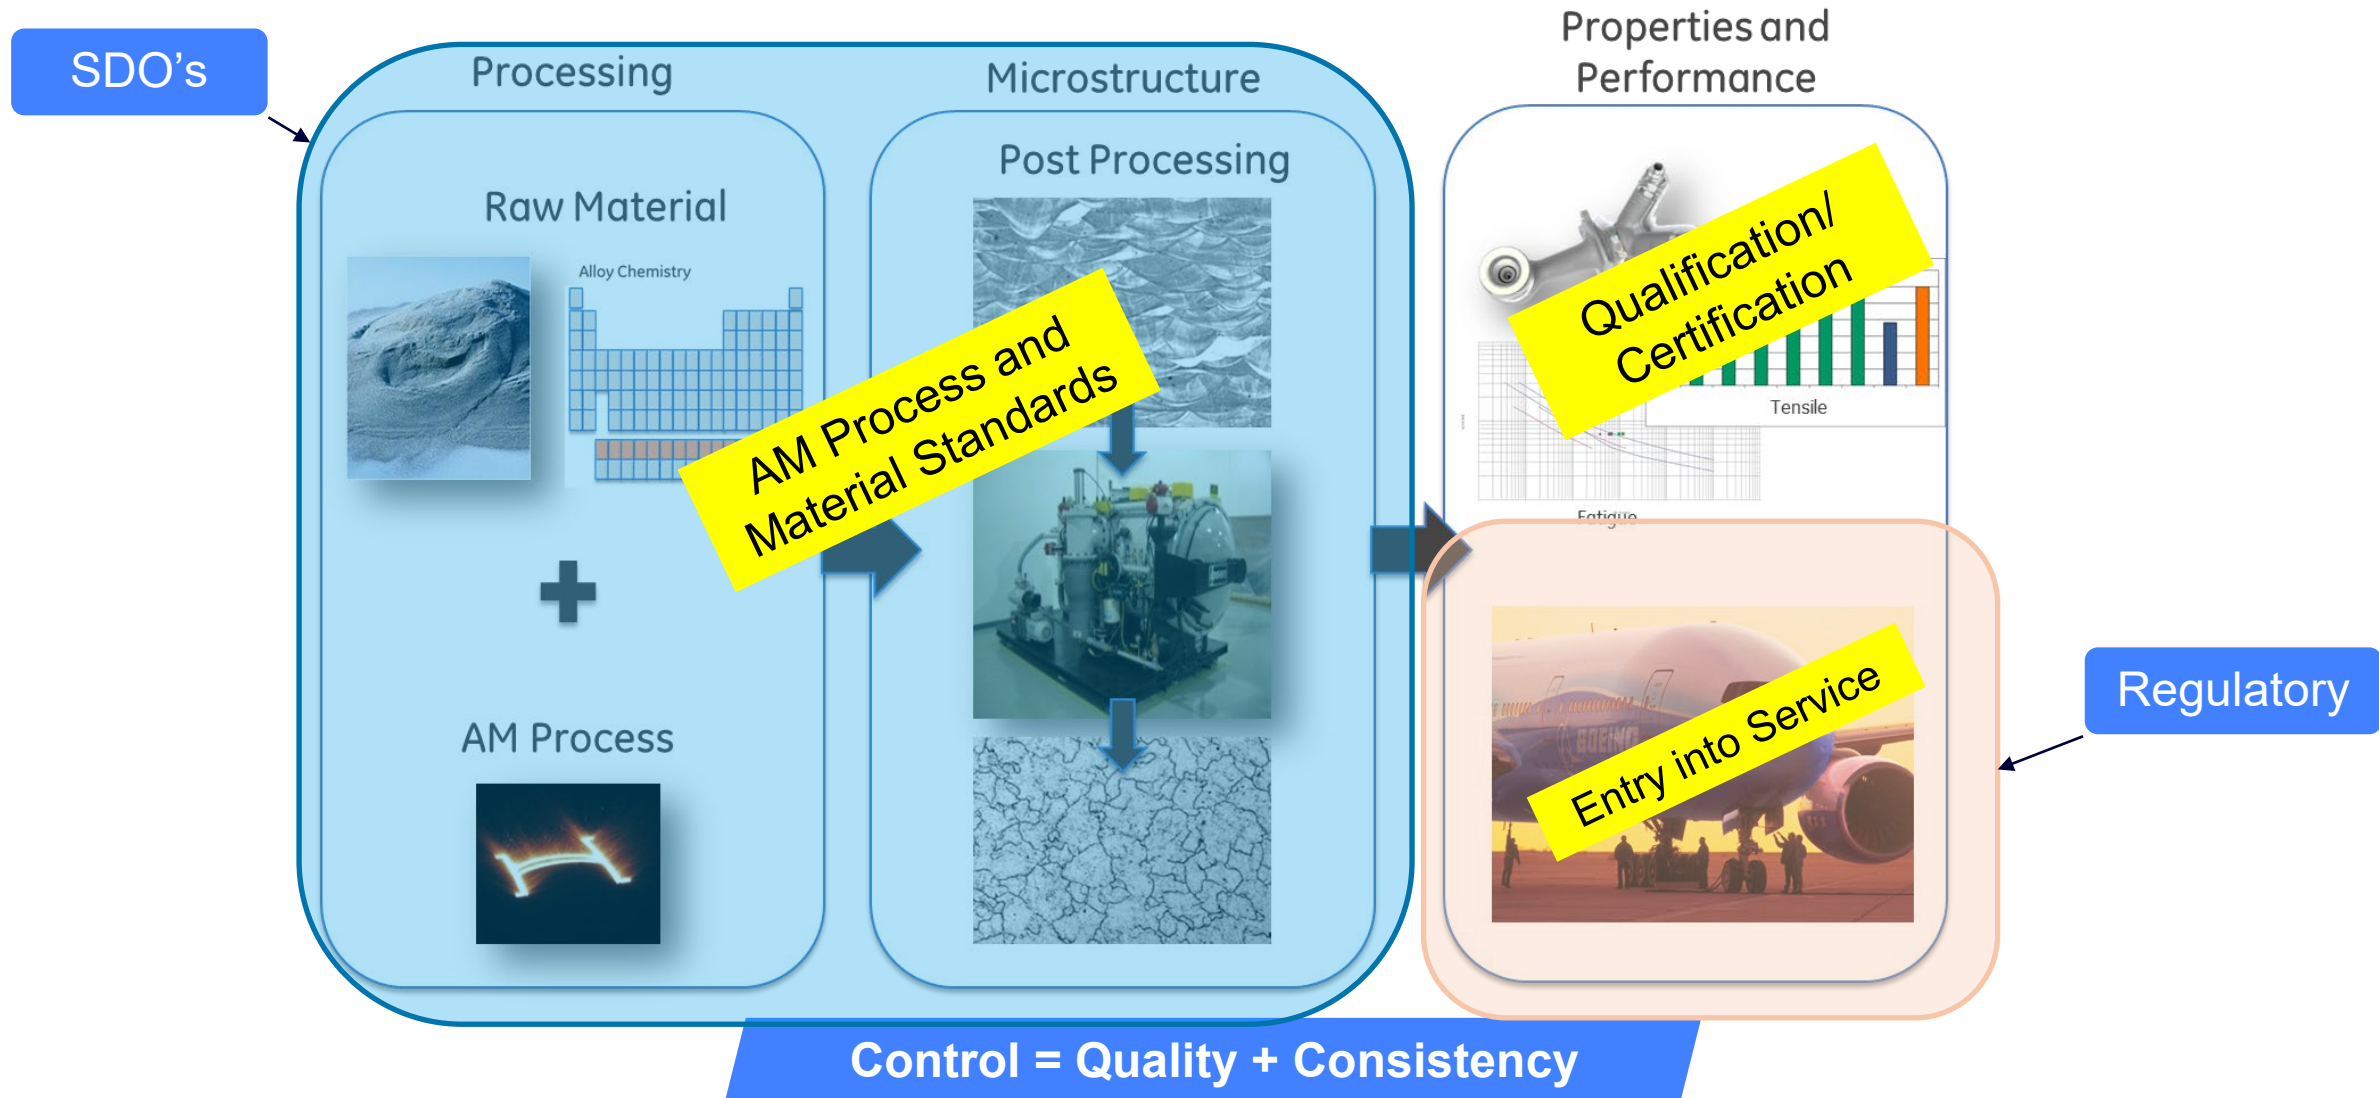 SDO's
Processing
Microstructure
Properties and
Performance
Raw Material
Alloy Chemistry
Post Processing
AM Process and
Material Standards
Qualification/
Certification
Tensile
Fatigue
AM Process
BOEING
Entry into Service
Regulatory
Control = Quality + Consistency